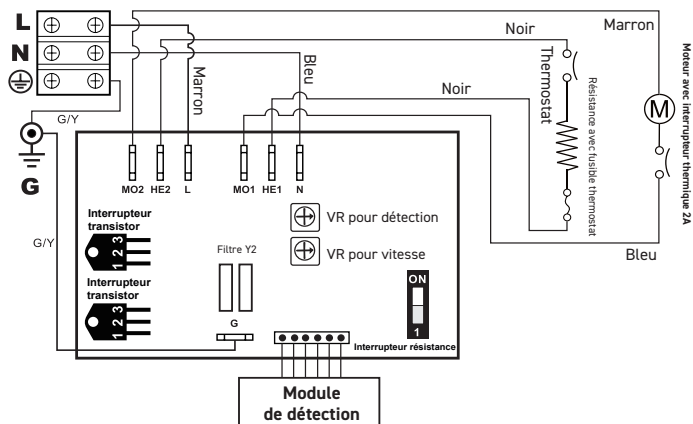 L
N
G/Y
G
G/Y
Marron
Bleu
Noir
Noir
Marron
Thermostat
Résistance avec fusible thermostat
M
Moteur avec interrupteur thermique 2A
Bleu
MO2 HE2 L MO1 HE1 N
Interrupteur
transistor
1 2 3
Interrupteur
transistor
1 2 3
Filtre Y2
G
VR pour détection
VR pour vitesse
ON
1
Interrupteur résistance
Module
de détection